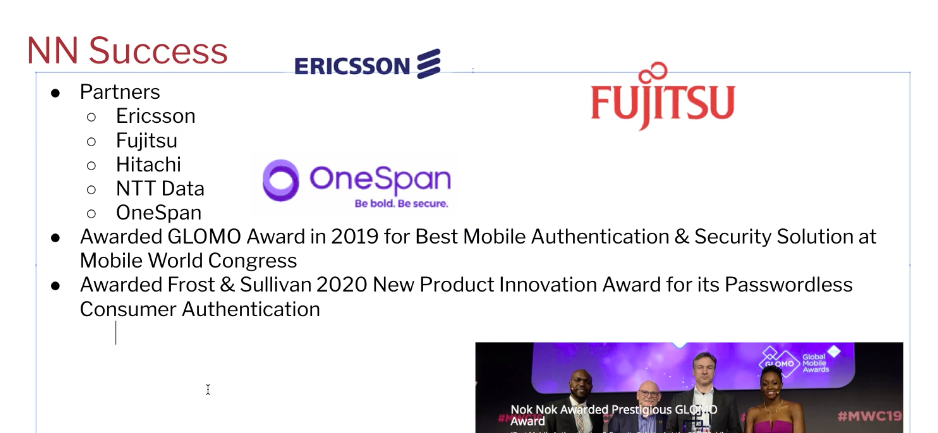 NN Success
ERICSSON
FUJITSU
● Partners
○ Ericsson
○ Fujitsu
○ Hitachi
○ NTT Data
○ OneSpan
OneSpan
Be bold. Be secure.
● Awarded GLOMO Award in 2019 for Best Mobile Authentication & Security Solution at
Mobile World Congress
● Awarded Frost & Sullivan 2020 New Product Innovation Award for its Passwordless
Consumer Authentication
GLOMO
Global
Mobile
Awards
Nok Nok Awarded Prestigious GLOMO
Award
#MWC19